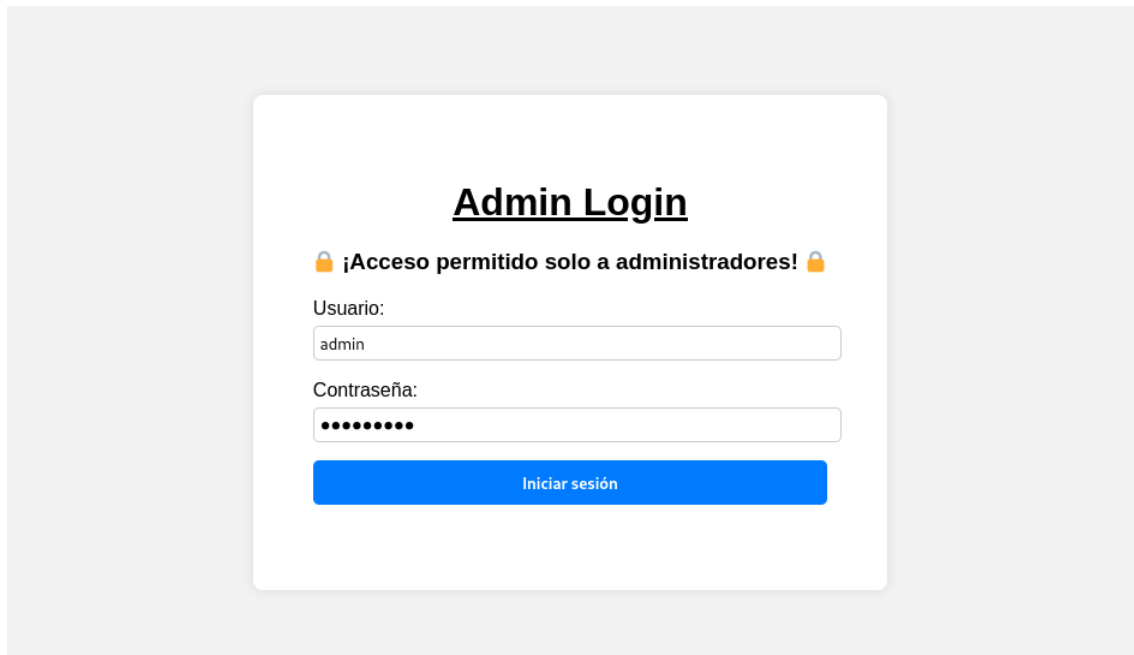 Admin Login
🔒 ¡Acceso permitido solo a administradores! 🔒
Usuario:
admin
Contraseña:
●●●●●●●●●
Iniciar sesión